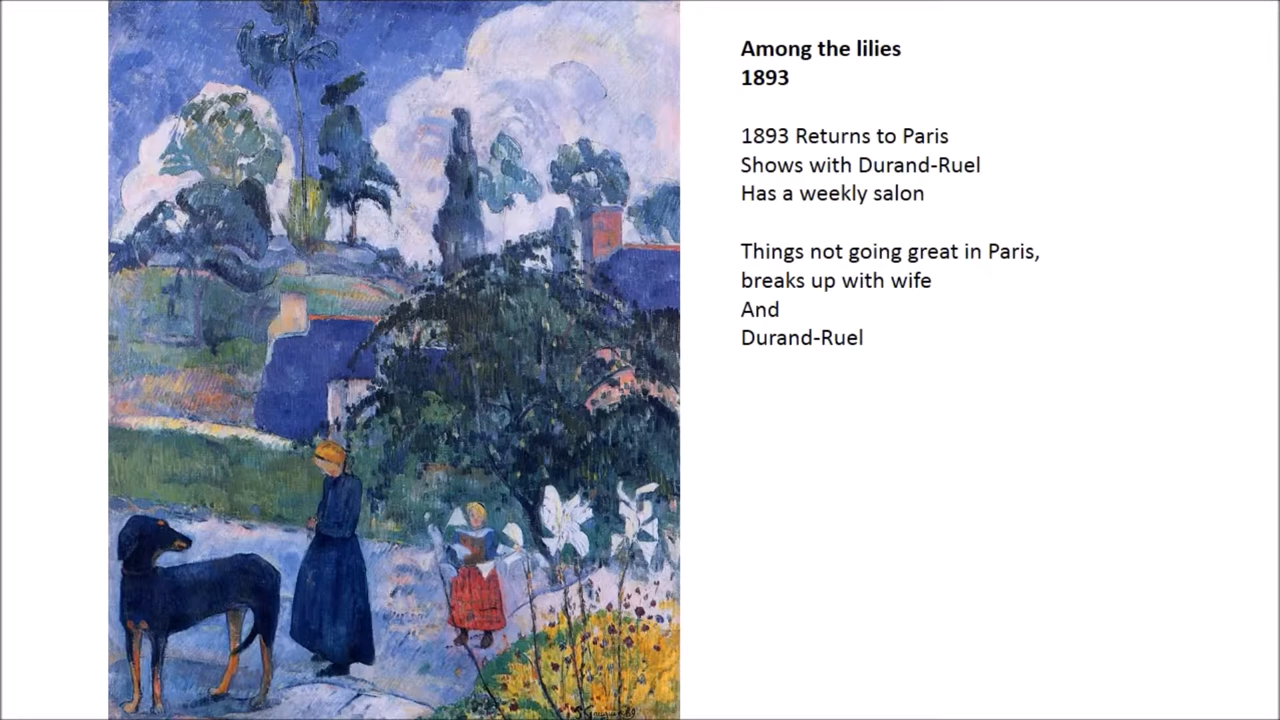 Among the lilies
1893
1893 Returns to Paris
Shows with Durand-Ruel
Has a weekly salon
Things not going great in Paris,
breaks up with wife
And
Durand-Ruel